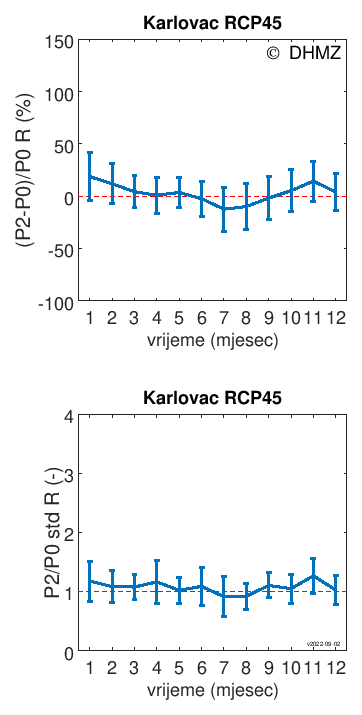 Karlovac RCP45
© DHMZ
150
100
50
0
-50
-100
(P2-P0)/P0 R (%)
1 2 3 4 5 6 7 8 9 10 11 12
vrijeme (mjesec)
Karlovac RCP45
4
3
2
1
0
P2/P0 std R (-)
v2022-09-02
1 2 3 4 5 6 7 8 9 10 11 12
vrijeme (mjesec)